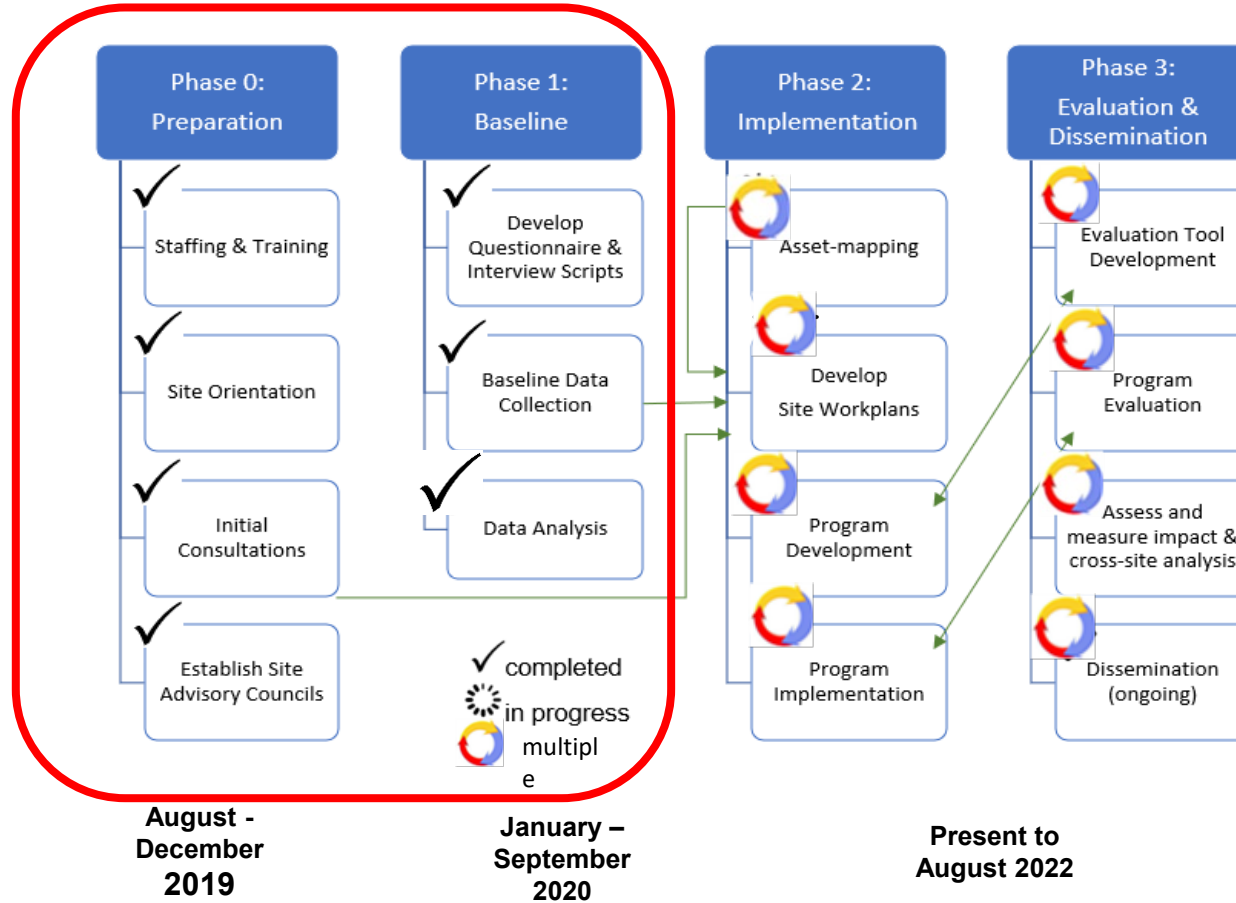 Phase 0:
Preparation
Staffing & Training
Site Orientation
Initial
Consultations
Establish Site
Advisory Councils
Phase 1:
Baseline
Develop
Questionnaire &
Interview Scripts
Baseline Data
Collection
Data Analysis
completed
in progress
multipl
e
Phase 2:
Implementation
Asset-mapping
Develop
Site Workplans
Program
Development
Program
Implementation
Phase 3:
Evaluation &
Dissemination
Evaluation Tool
Development
Program
Evaluation
Assess and
measure impact &
cross-site analysis
Dissemination
(ongoing)
August -
December
2019
January –
September
2020
Present to
August 2022